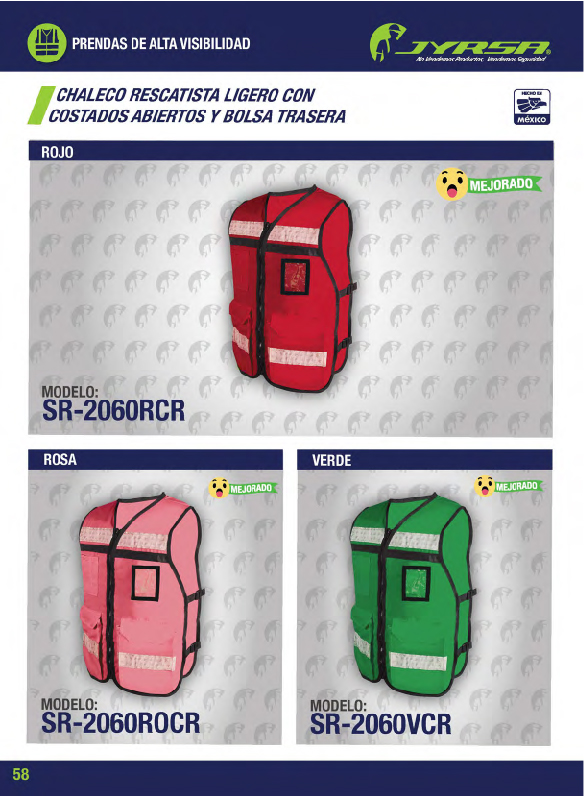 PRENDAS DE ALTA VISIBILIDAD
JYRSA®
No Vendemos Productos, Vendemos Seguridad
CHALECO RESCATISTA LIGERO CON
COSTADOS ABIERTOS Y BOLSA TRASERA
HECHO EN
MÉXICO
ROJO
MEJORADO
MODELO:
SR-2060RCR
ROSA
MEJORADO
MODELO:
SR-2060ROCR
VERDE
MEJORADO
MODELO:
SR-2060VCR
58